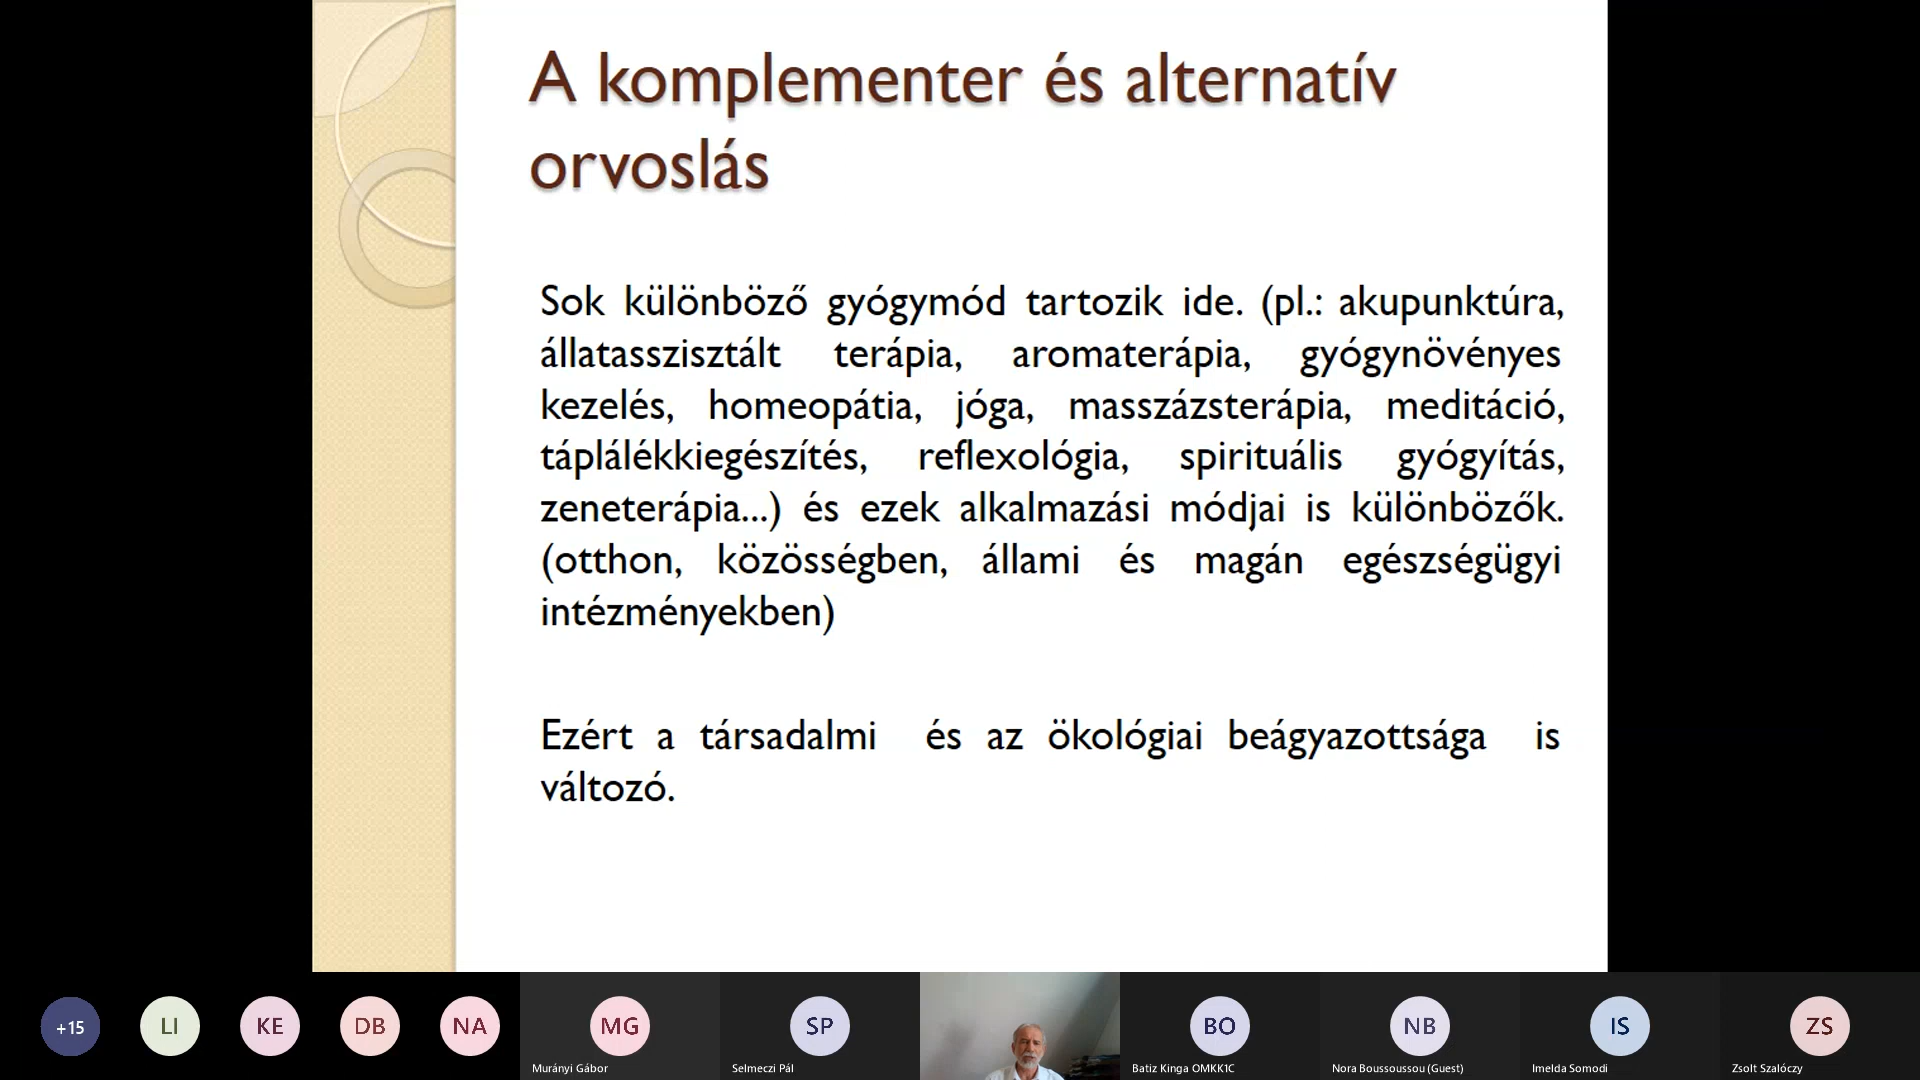 A komplementer és alternatív
orvoslás
Sok különböző gyógymód tartozik ide. (pl.: akupunktúra,
állatasszisztált terápia, aromaterápia, gyógynövényes
kezelés, homeopátia, jóga, masszázsterápia, meditáció,
táplálékkiegészítés, reflexológia, spirituális gyógyítás,
zeneterápia...) és ezek alkalmazási módjai is különbözők.
(otthon, közösségben, állami és magán egészségügyi
intézményekben)
Ezért a társadalmi és az ökológiai beágyazottsága is
változó.
+15 LI KE DB NA MG SP BO NB IS ZS
Murányi Gábor Selmeczi Pál Batiz Kinga OMKK1C Nora Boussoussou (Guest) Imelda Somodi Zsolt Szalóczy